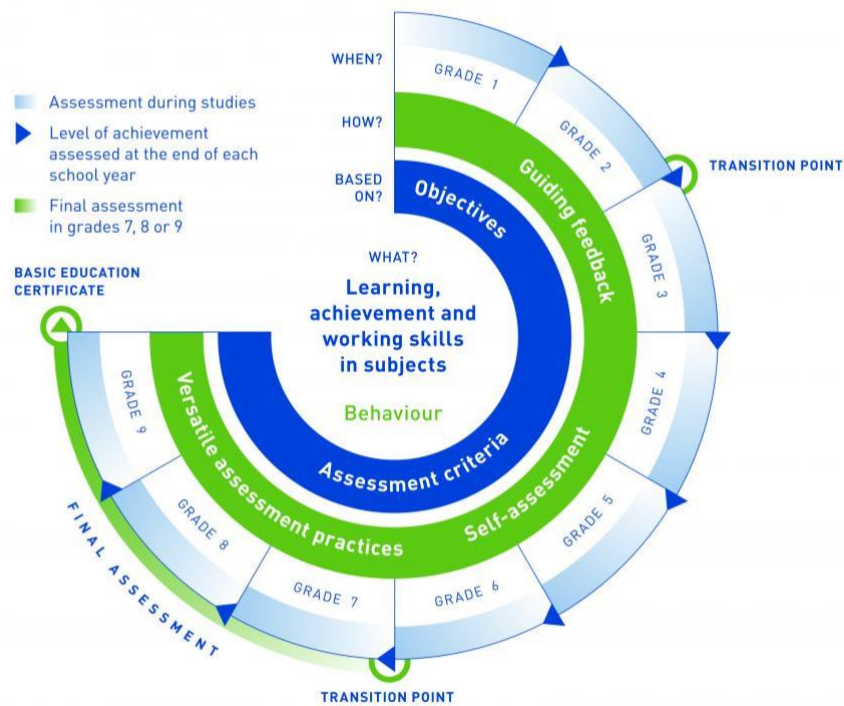 WHEN?
GRADE 1
HOW?
BASED
ON?
Objectives
Guiding feedback
GRADE 2
TRANSITION POINT
GRADE 3
GRADE 4
GRADE 5
Self-assessment
GRADE 6
TRANSITION POINT
GRADE 7
GRADE 8
GRADE 9
Versatile assessment practices
Assessment criteria
WHAT?
Learning,
achievement and
working skills
in subjects
Behaviour
Assessment during studies
Level of achievement
assessed at the end of each
school year
Final assessment
in grades 7, 8 or 9
BASIC EDUCATION
CERTIFICATE
FINAL ASSESSMENT